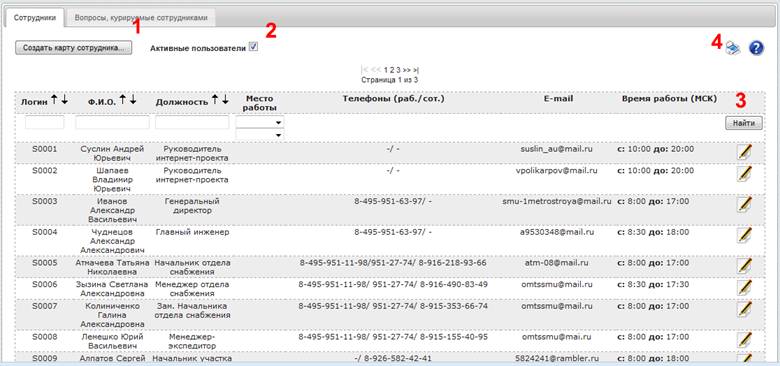 Сотрудники Вопросы, курируемые сотрудниками
1 2 4
Создать карту сотрудника... Активные пользователи
|< << 1 2 3 >> >|
Страница 1 из 3
3
Логин Ф.И.О. Должность Место работы Телефоны (раб./сот.) E-mail Время работы (МСК)
Найти
S0001 Суслин Андрей Юрьевич Руководитель интернет-проекта -/ - suslin_au@mail.ru с: 10:00 до: 20:00
S0002 Шапаев Владимир Юрьевич Руководитель интернет-проекта -/ - vpolikarpov@mail.ru с: 10:00 до: 20:00
S0003 Иванов Александр Васильевич Генеральный директор 8-495-951-63-97/ - smu-1metrostroya@mail.ru с: 8:00 до: 17:00
S0004 Чуднецов Александр Александрович Главный инженер 8-495-951-63-97/ - a9530348@mail.ru с: 8:30 до: 18:00
S0005 Атначева Татьяна Николаевна Начальник отдела снабжения 8-495-951-11-98/951-27-74/ 8-916-218-93-66 atm-08@mail.ru с: 8:00 до: 17:00
S0006 Зызина Светлана Александровна Менеджер отдела снабжения 8-495-951-11-98/ 951-27-74/ 8-916-490-83-49 omtssmu@mail.ru с: 8:30 до: 17:30
S0007 Колиниченко Галина Александровна Зан. Начальника отдела снабжения 8-495-951-11-98/ 951-27-74/ 8-915-353-66-74 omtssmu@mail.ru с: 8:00 до: 17:00
S0008 Ленешко Юрий Васильевич Менеджер-экспедитор 8-495-951-11-98/ 951-27-74/ 8-915-155-40-95 omtssmu@mai.ru с: 8:00 до: 17:00
S0009 Алпатов Сергей Начальник участка -/ 8-926-582-42-41 5824241@rambler.ru с: 8:00 до: 18:00